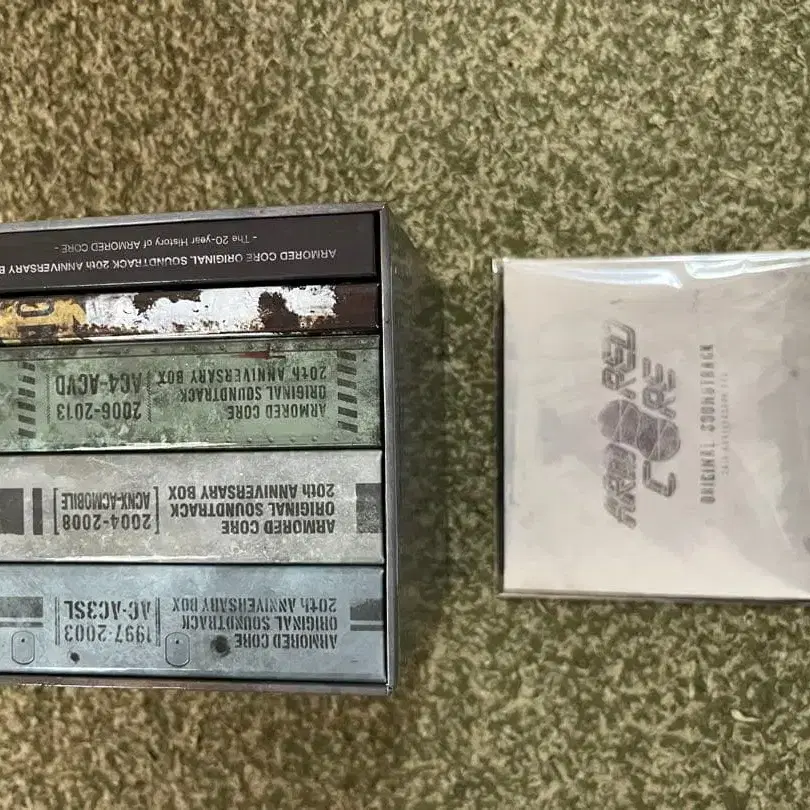 ARMORED CORE ORIGINAL SOUNDTRACK 20th ANNIVERSARY B
- The 20-year History of ARMORED CORE -
ARMORED CORE
ORIGINAL SOUNDTRACK
20th ANNIVERSARY BOX
2006-2013
AC4-ACVD
ARMORED CORE
ORIGINAL SOUNDTRACK
20th ANNIVERSARY BOX
2004-2008
ACNX-ACMOBILE
ARMORED CORE
ORIGINAL SOUNDTRACK
20th ANNIVERSARY BOX
1997-2003
AC-AC3SL
ARMORED
CORE
ORIGINAL SOUNDTRACK